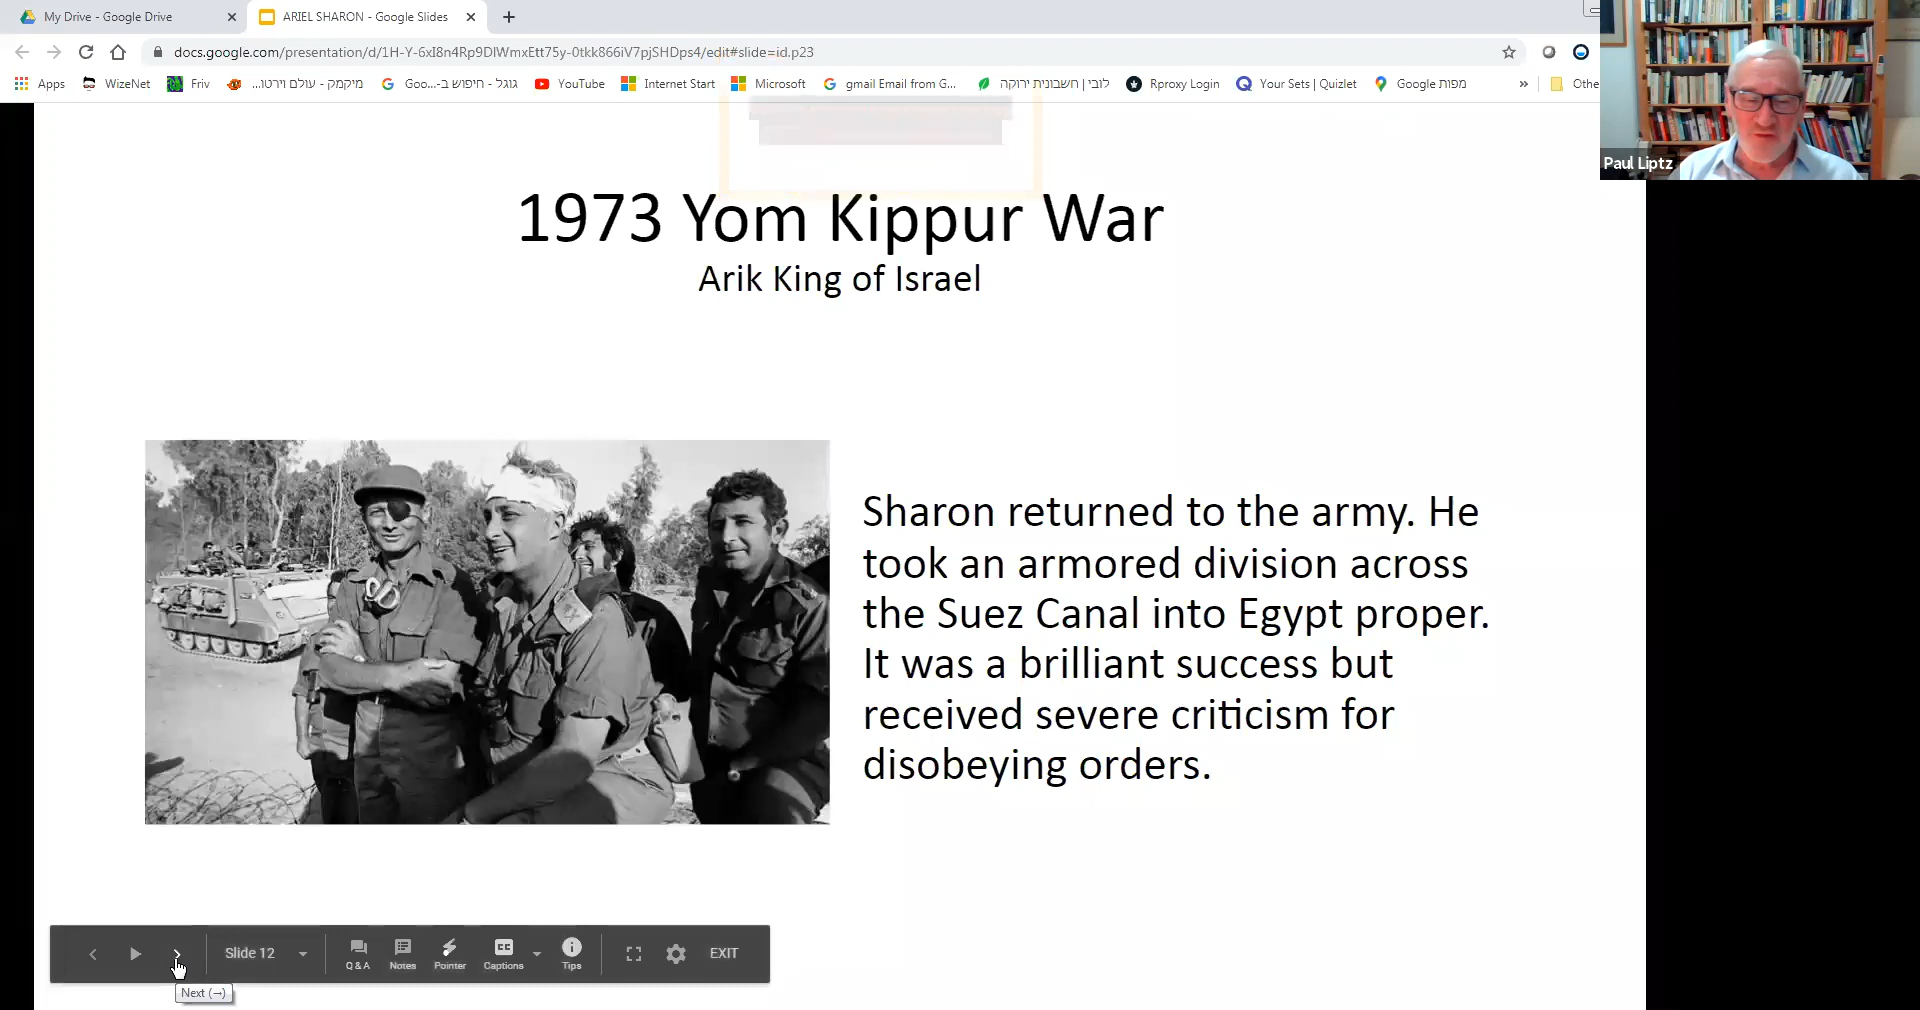 My Drive - Google Drive
ARIEL SHARON - Google Slides
docs.google.com/presentation/d/1H-Y-6xI8n4Rp9DlWmxEtt75y-0tkk866iV7pjSHDps4/edit#slide=id.p23
Apps
WizeNet
Friv
מיקמק - עולם וירטו...
גוגל - חיפוש ב-...Goo
YouTube
Internet Start
Microsoft
gmail Email from G...
לובי | חשבונית ירוקה
Rproxy Login
Your Sets | Quizlet
Google מפות
»
Othe
Paul Liptz
1973 Yom Kippur War
Arik King of Israel
Sharon returned to the army. He
took an armored division across
the Suez Canal into Egypt proper.
It was a brilliant success but
received severe criticism for
disobeying orders.
Slide 12
Q & A
Notes
Pointer
CC
Captions
Tips
EXIT
Next (→)